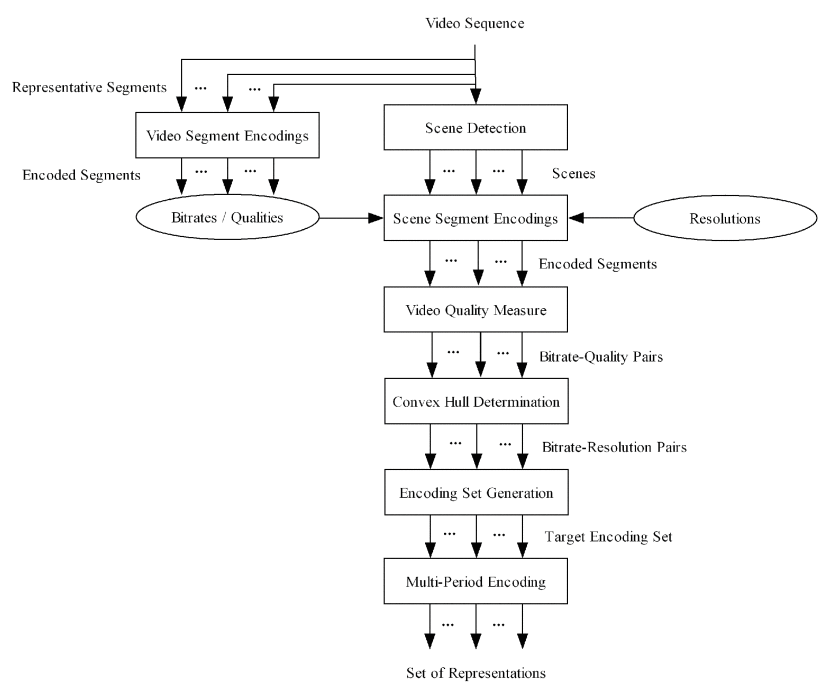 Video Sequence
Representative Segments
...
...
Video Segment Encodings
Scene Detection
...
...
...
...
Encoded Segments
Scenes
Bitrates / Qualities
Scene Segment Encodings
Resolutions
...
...
Encoded Segments
Video Quality Measure
...
...
Bitrate-Quality Pairs
Convex Hull Determination
...
...
Bitrate-Resolution Pairs
Encoding Set Generation
...
...
Target Encoding Set
Multi-Period Encoding
...
...
Set of Representations